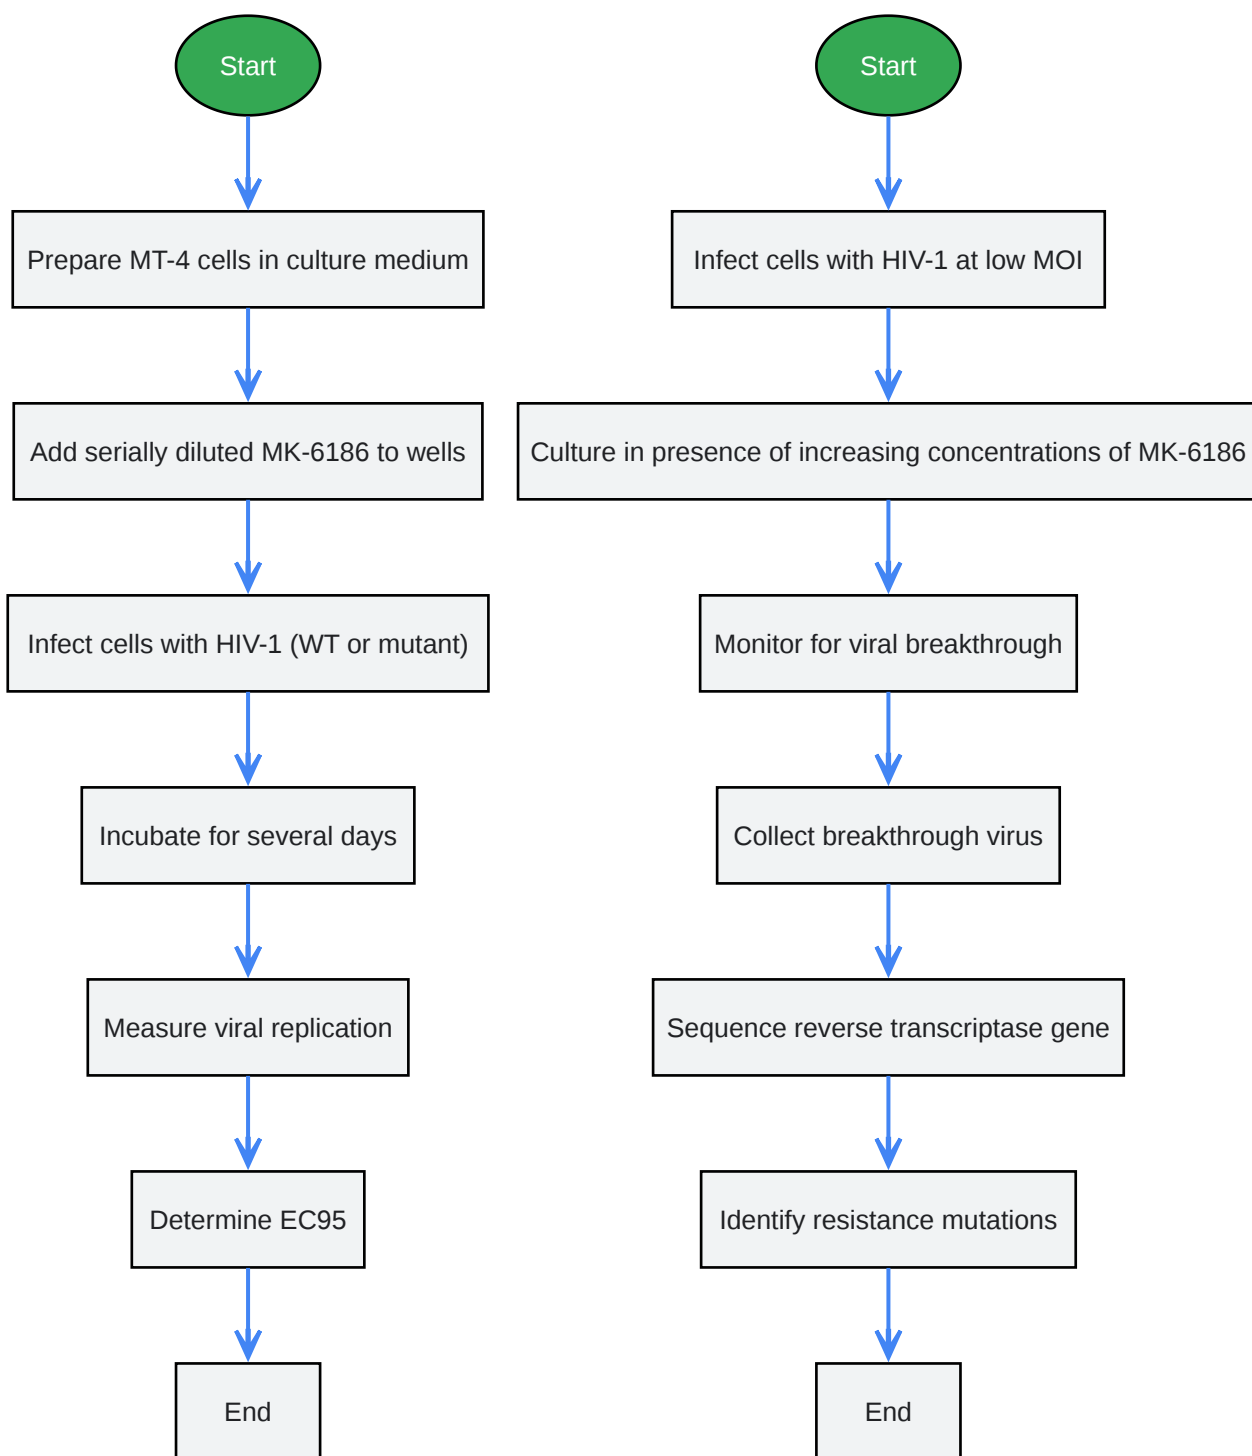 Start
Prepare MT-4 cells in culture medium
Add serially diluted MK-6186 to wells
Infect cells with HIV-1 (WT or mutant)
Incubate for several days
Measure viral replication
Determine EC95
End
Start
Infect cells with HIV-1 at low MOI
Culture in presence of increasing concentrations of MK-6186
Monitor for viral breakthrough
Collect breakthrough virus
Sequence reverse transcriptase gene
Identify resistance mutations
End